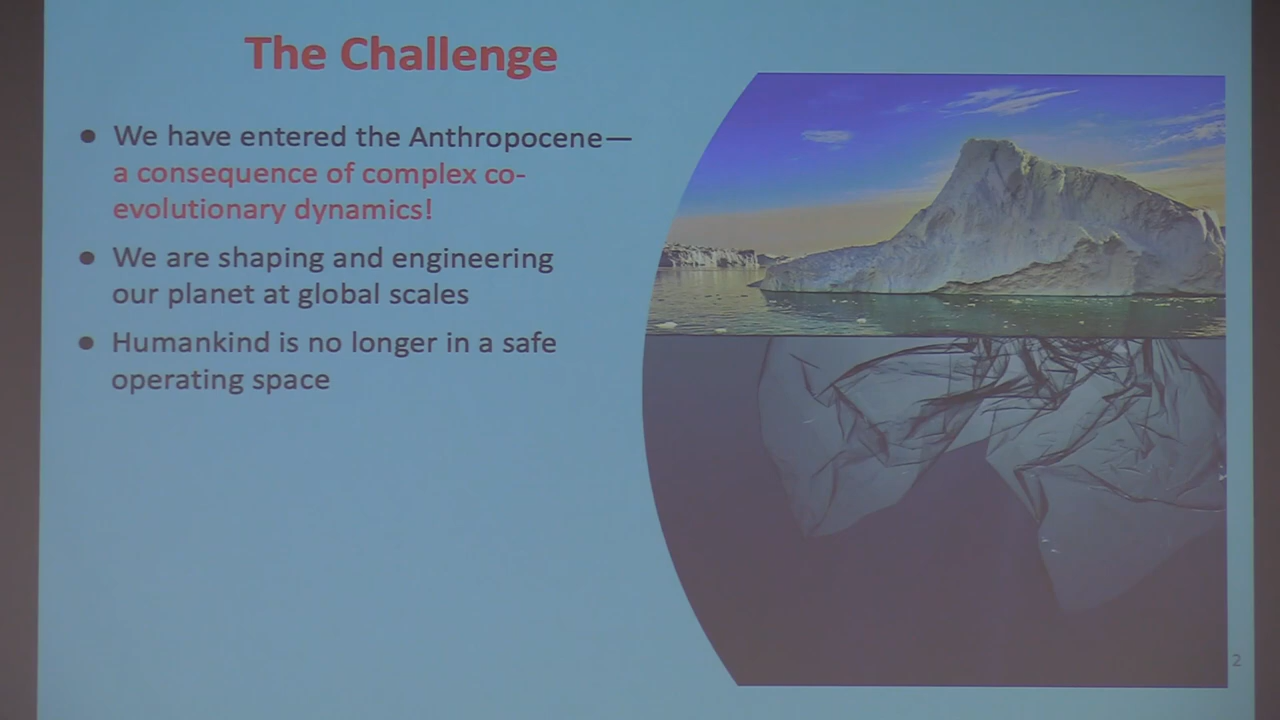 The Challenge
● We have entered the Anthropocene—
a consequence of complex co-
evolutionary dynamics!
● We are shaping and engineering
our planet at global scales
● Humankind is no longer in a safe
operating space
2